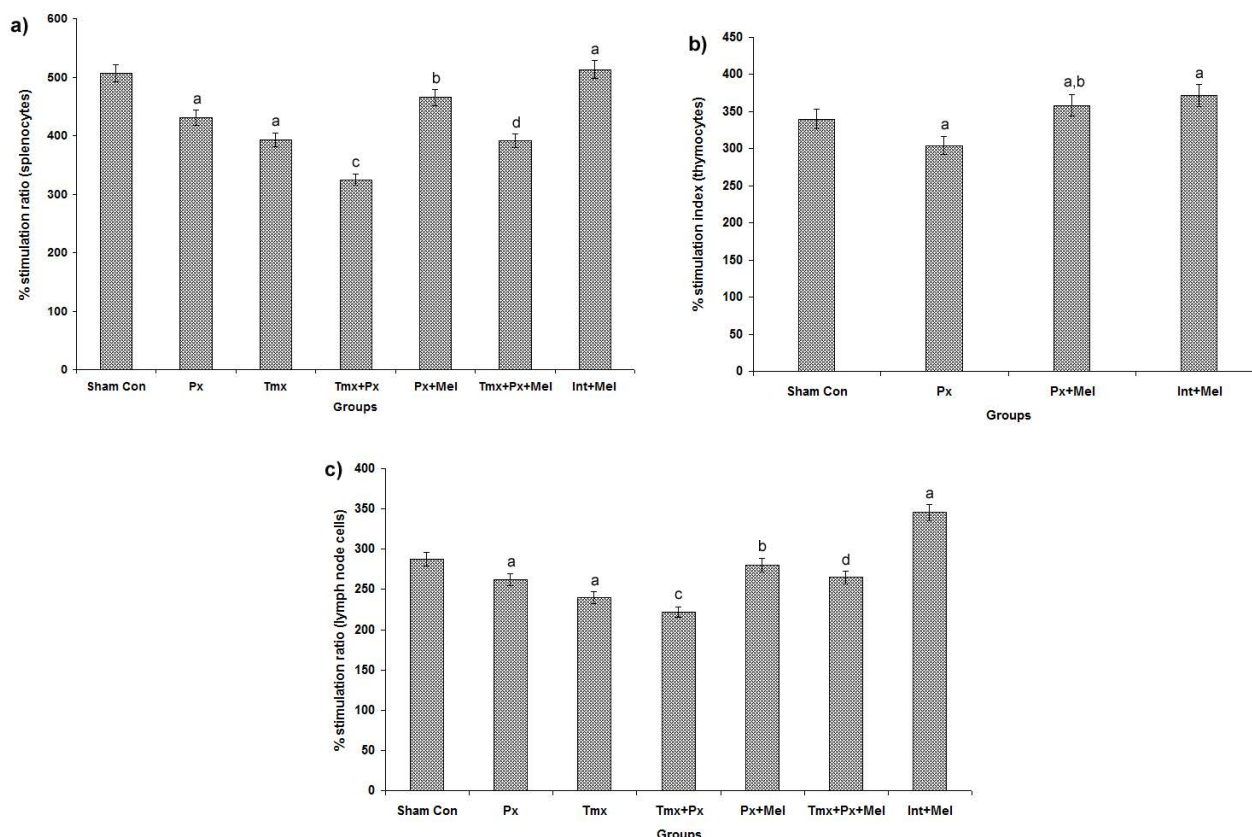 a)
600
500
400
300
200
100
0
% stimulation ratio (splenocytes)
a
a
c
b
d
a
Sham Con Px Tmx Tmx+Px Px+Mel Tmx+Px+Mel Int+Mel
Groups
b)
450
400
350
300
250
200
150
100
50
0
% stimulation index (thymocytes)
a
a,b
a
Sham Con Px Px+Mel Int+Mel
Groups
c)
400
350
300
250
200
150
100
50
0
% stimulation ratio (lymph node cells)
a
a
c
b
d
a
Sham Con Px Tmx Tmx+Px Px+Mel Tmx+Px+Mel Int+Mel
Groups